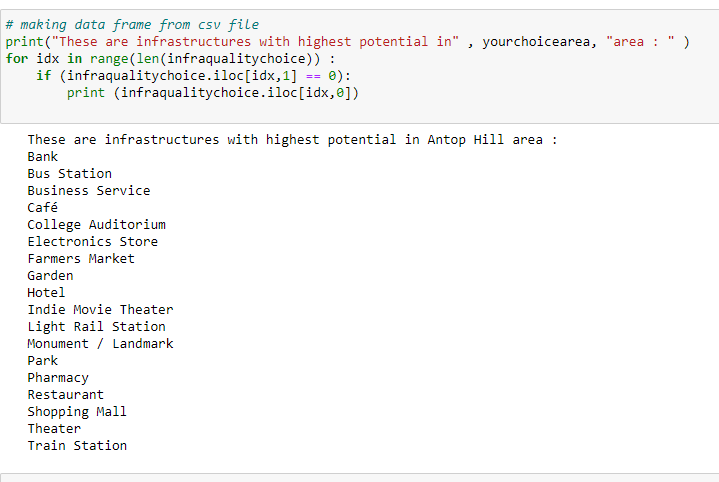 # making data frame from csv file
print("These are infrastructures with highest potential in" , yourchoicearea, "area : " )
for idx in range(len(infraqualitychoice)) :
    if (infraqualitychoice.iloc[idx,1] == 0):
        print (infraqualitychoice.iloc[idx,0])
These are infrastructures with highest potential in Antop Hill area :
Bank
Bus Station
Business Service
Café
College Auditorium
Electronics Store
Farmers Market
Garden
Hotel
Indie Movie Theater
Light Rail Station
Monument / Landmark
Park
Pharmacy
Restaurant
Shopping Mall
Theater
Train Station